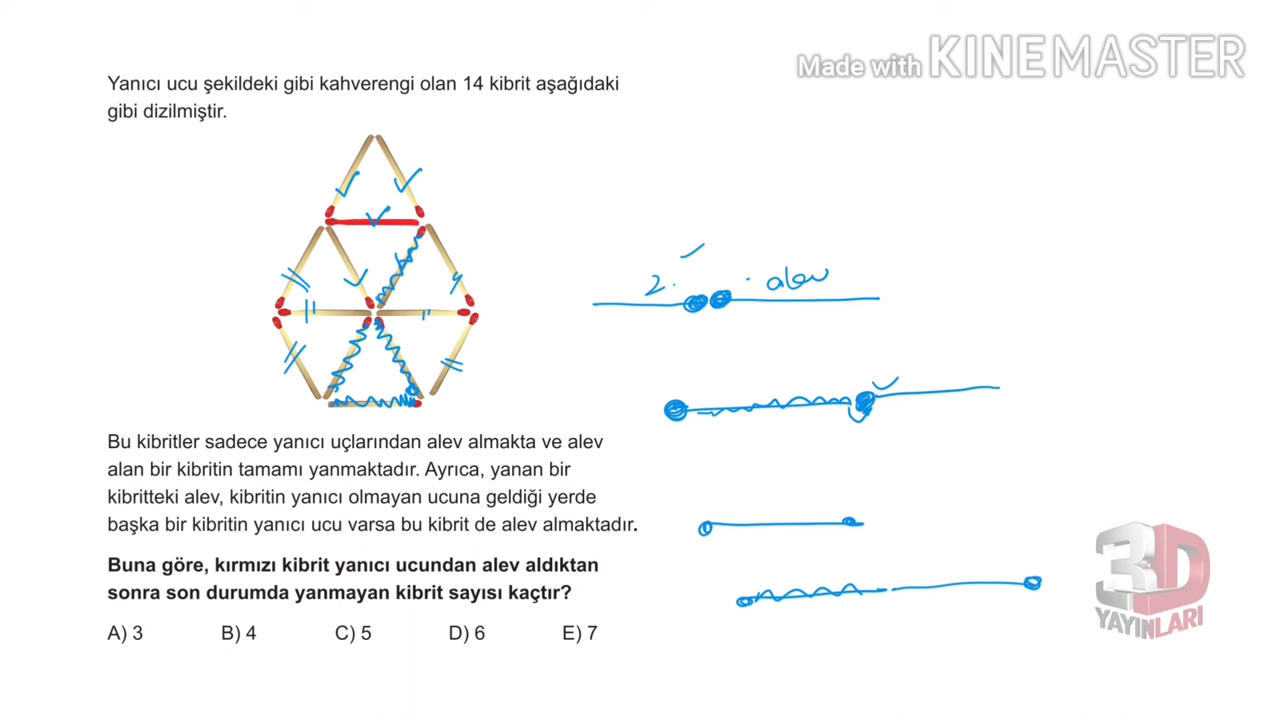 Made with KINEMASTER
Yanıcı ucu şekildeki gibi kahverengi olan 14 kibrit aşağıdaki
gibi dizilmiştir.
2. alev
Bu kibritler sadece yanıcı uçlarından alev almakta ve alev
alan bir kibritin tamamı yanmaktadır. Ayrıca, yanan bir
kibritteki alev, kibritin yanıcı olmayan ucuna geldiği yerde
başka bir kibritin yanıcı ucu varsa bu kibrit de alev almaktadır.
Buna göre, kırmızı kibrit yanıcı ucundan alev aldıktan
sonra son durumda yanmayan kibrit sayısı kaçtır?
A) 3 B) 4 C) 5 D) 6 E) 7
3D
YAYINLARI